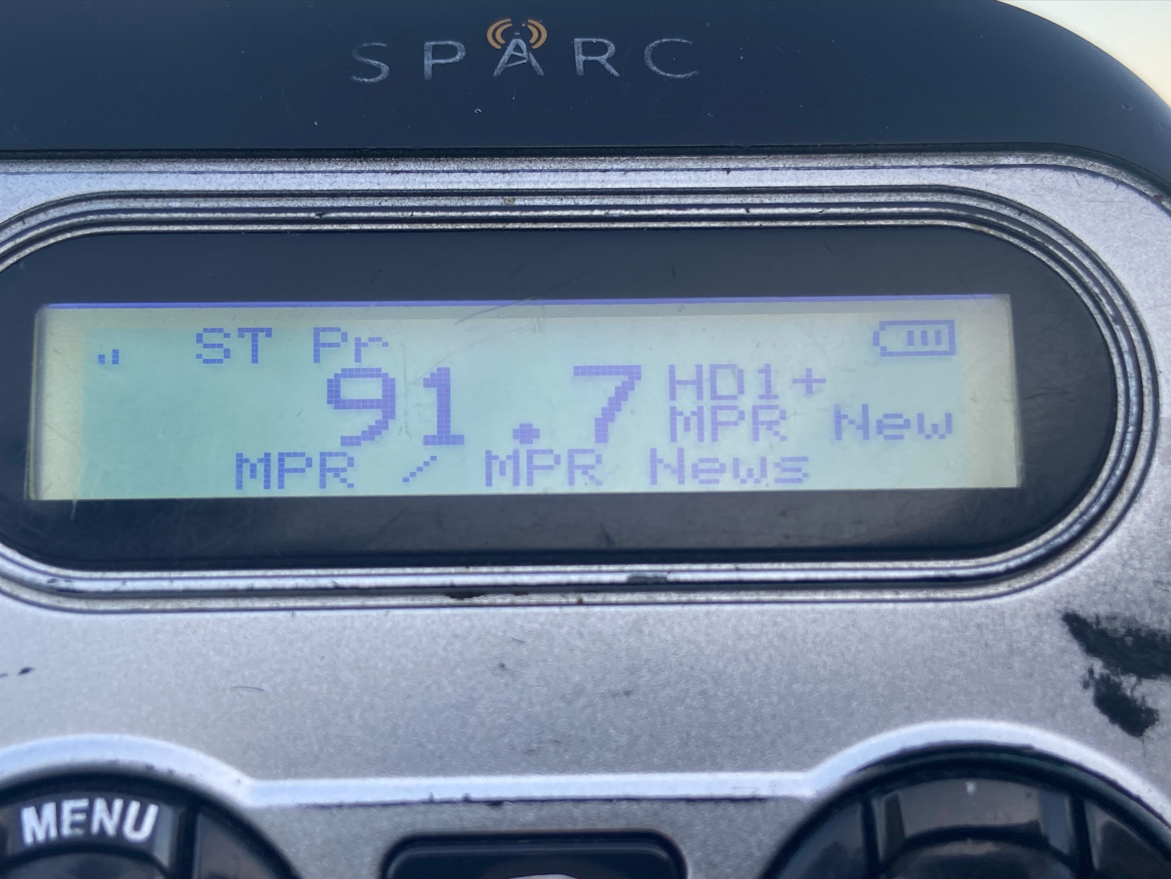 SPARC
ST Pr
91.7 HD1+
MPR New
MPR / MPR News
MENU